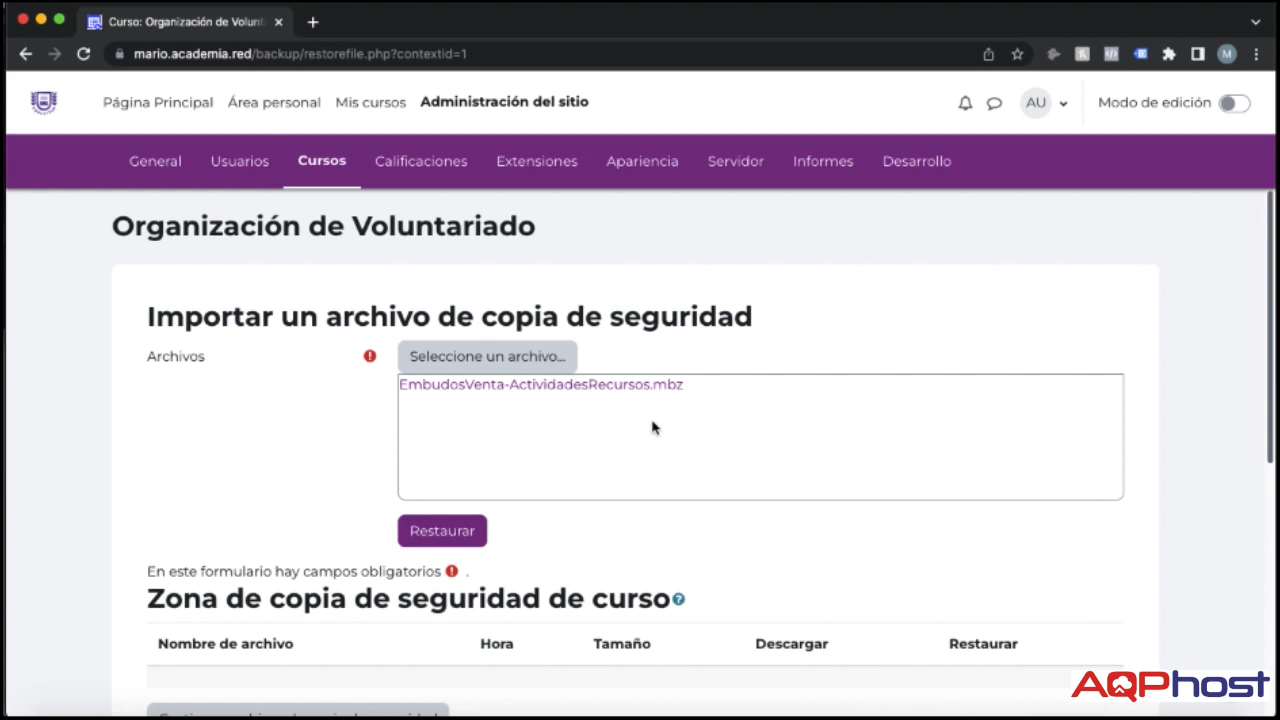 Curso: Organización de Volunt
mario.academia.red/backup/restorefile.php?contextid=1
M
Página Principal Área personal Mis cursos Administración del sitio
AU
Modo de edición
General Usuarios Cursos Calificaciones Extensiones Apariencia Servidor Informes Desarrollo
Organización de Voluntariado
Importar un archivo de copia de seguridad
Archivos
Seleccione un archivo...
EmbudosVenta-ActividadesRecursos.mbz
Restaurar
En este formulario hay campos obligatorios .
Zona de copia de seguridad de curso
Nombre de archivo Hora Tamaño Descargar Restaurar
AQPhost